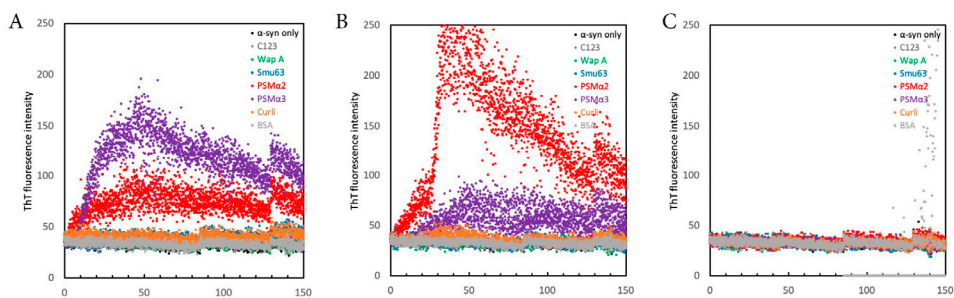 A
ThT fluorescence intensity
250
200
150
100
50
0
0
50
100
150
α-syn only
C123
Wap A
Smu63
PSMα2
PSMα3
Curli
BSA
B
ThT fluorescence intensity
250
200
150
100
50
0
0
50
100
150
α-syn only
C123
Wap A
Smu63
PSMα2
PSMα3
Curli
BSA
C
ThT fluorescence intensity
250
200
150
100
50
0
0
50
100
150
α-syn only
C123
Wap A
Smu63
PSMα2
PSMα3
Curli
BSA